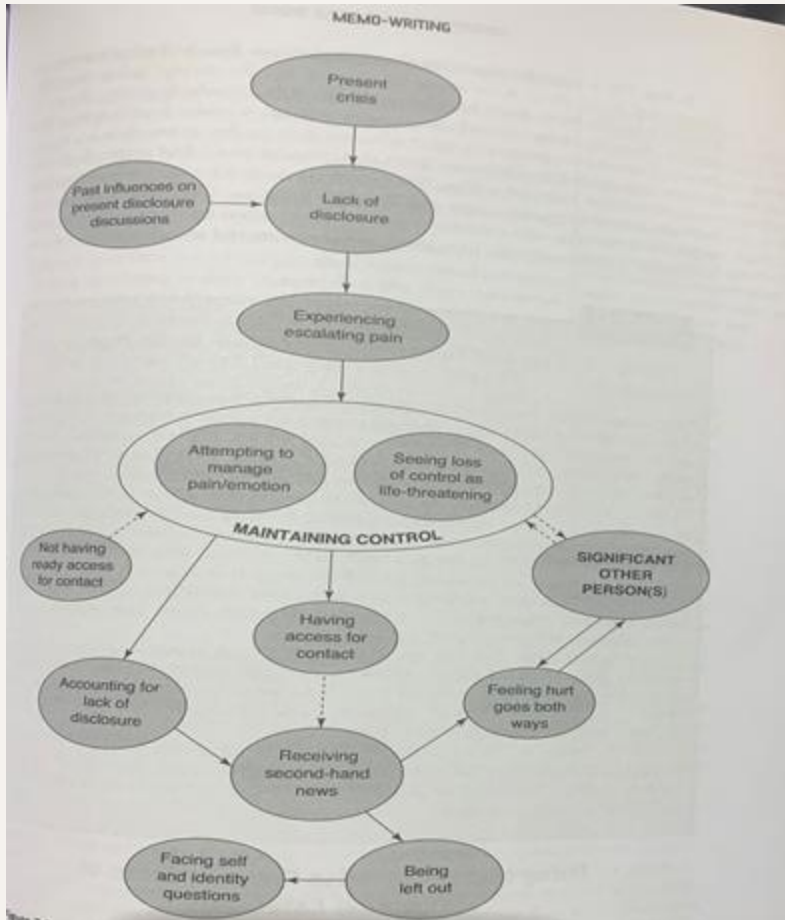 MEMO-WRITING
Present
crisis
Past influences on
present disclosure
discussions
Lack of
disclosure
Experiencing
escalating pain
Attempting to
manage
pain/emotion
Seeing loss
of control as
life-threatening
MAINTAINING CONTROL
Not having
ready access
for contact
SIGNIFICANT
OTHER
PERSON(S)
Having
access for
contact
Accounting for
lack of
disclosure
Feeling hurt
goes both
ways
Receiving
second-hand
news
Facing self
and identity
questions
Being
left out